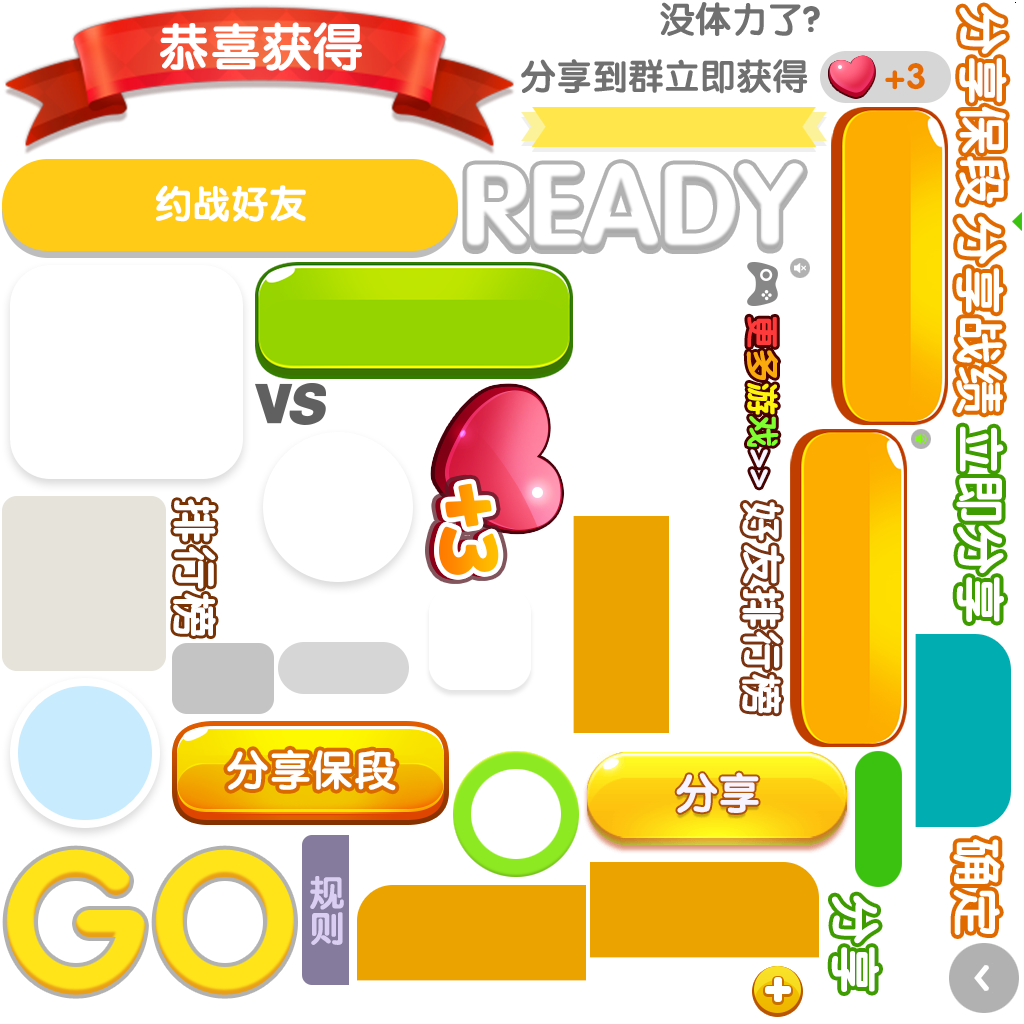 恭喜获得
没体力了?
分享到群立即获得
+3
约战好友
READY
分享保段
分享战绩
VS
更多游戏>>
+3
立即分享
排行榜
好友排行榜
分享保段
分享
GO
规则
分享
确定